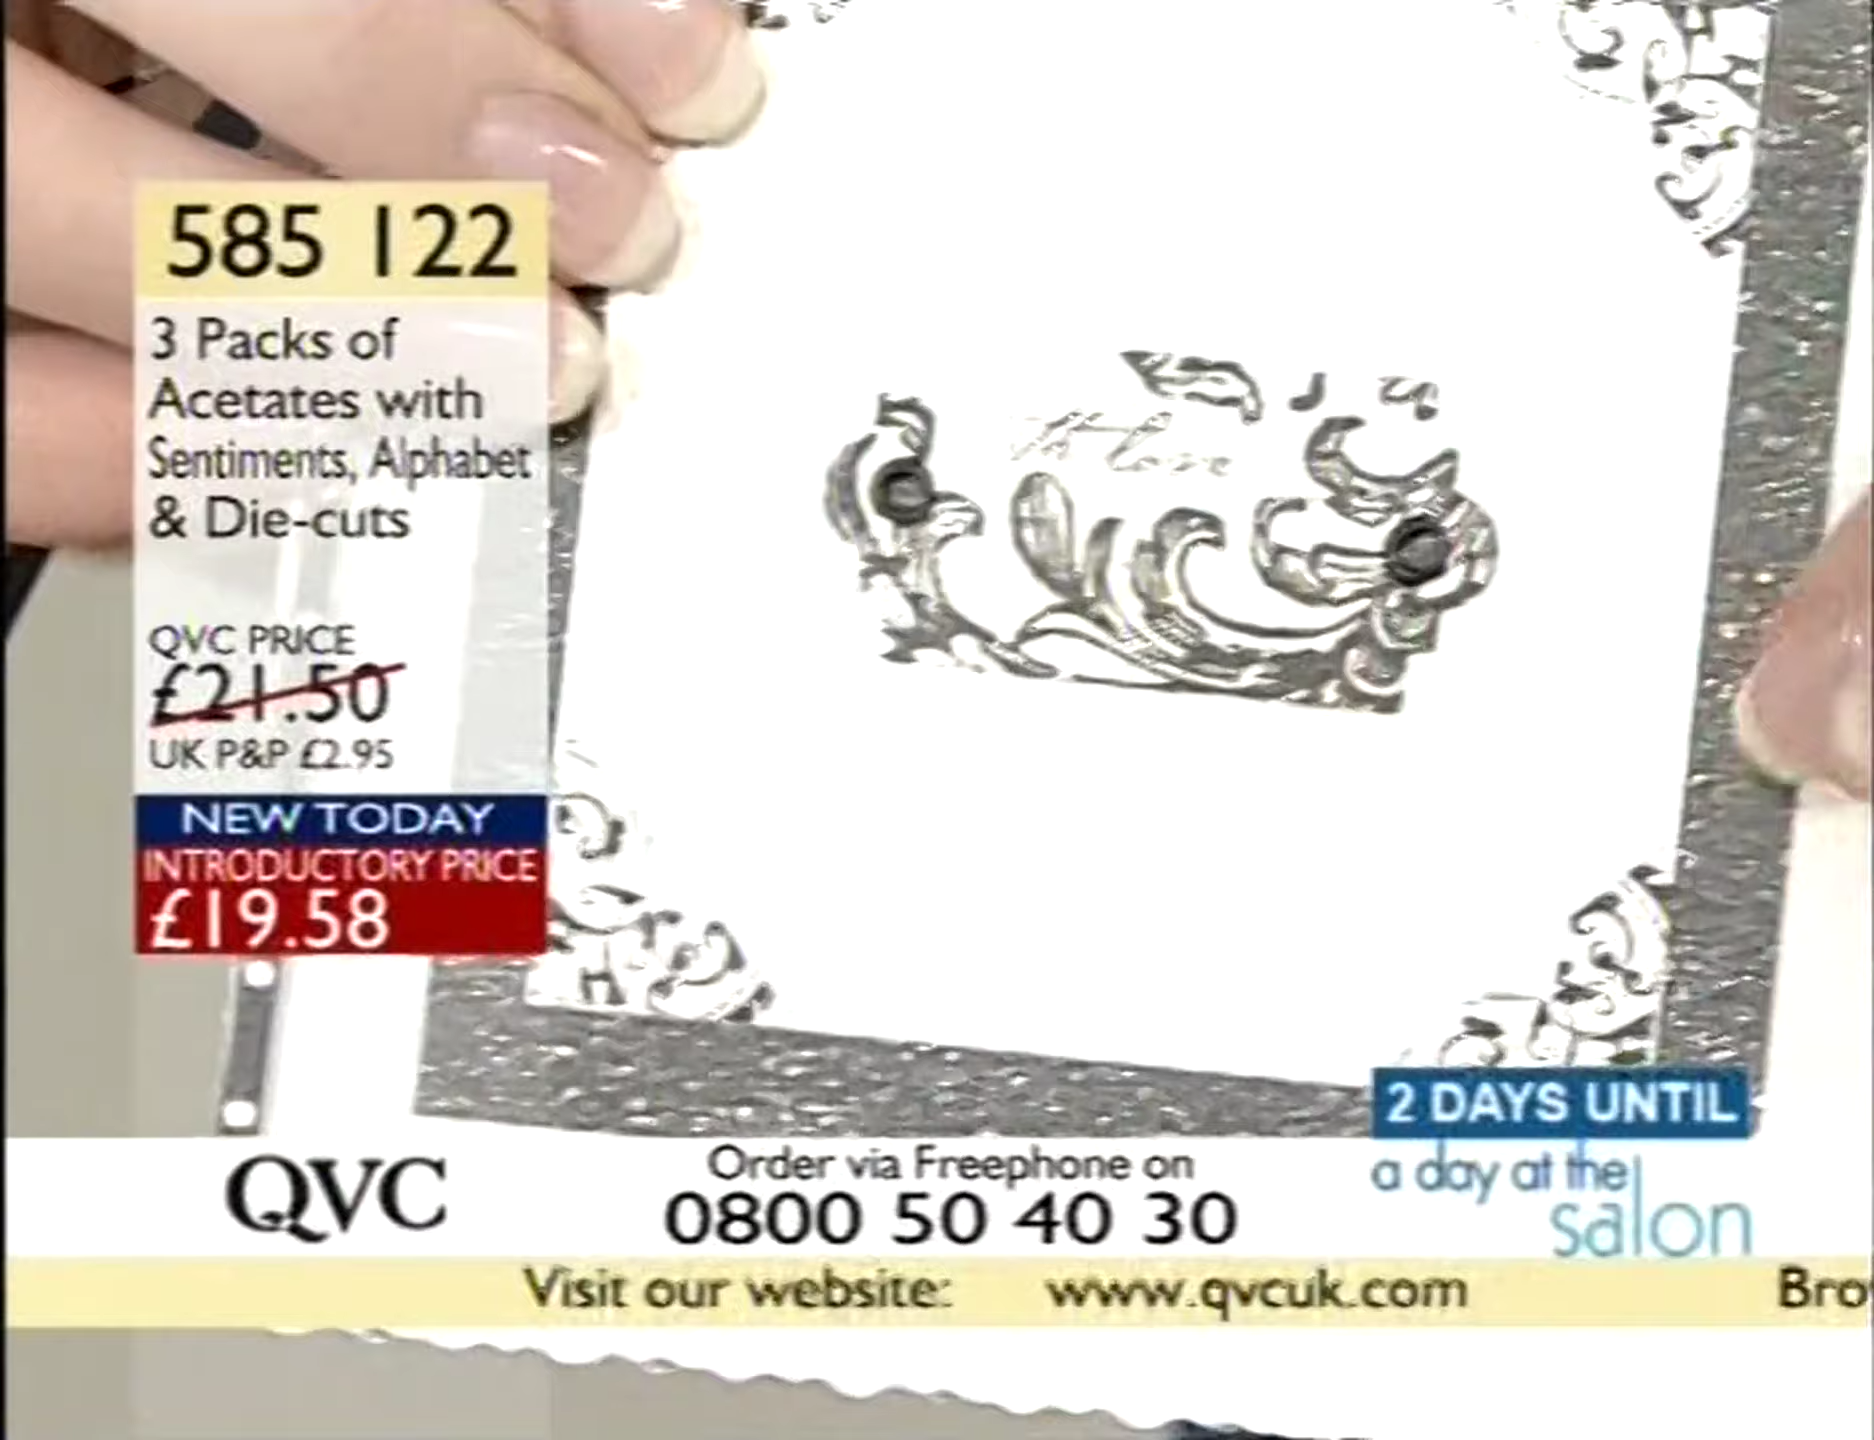 585 122
3 Packs of
Acetates with
Sentiments, Alphabet
& Die-cuts
QVC PRICE
£21.50
UK P&P £2.95
NEW TODAY
INTRODUCTORY PRICE
£19.58
love
2 DAYS UNTIL
a day at the
salon
QVC
Order via Freephone on
0800 50 40 30
Visit our website: www.qvcuk.com Bro